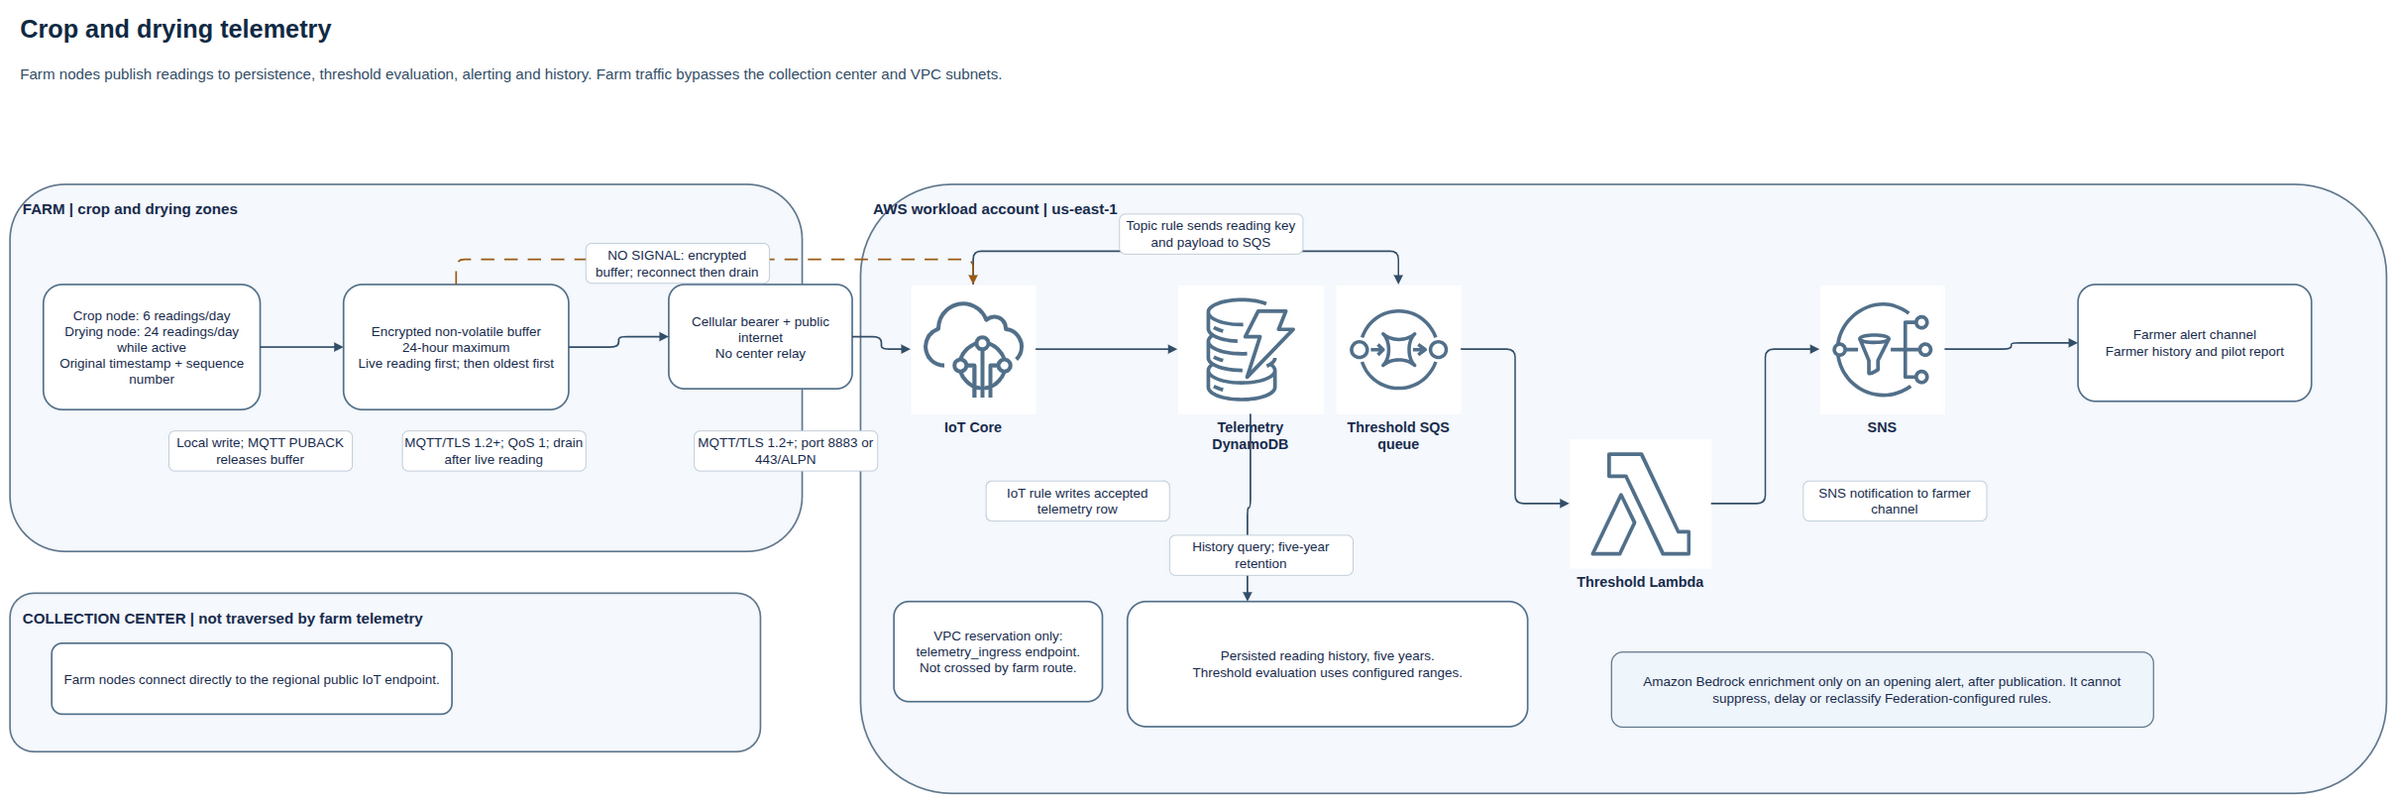 Crop and drying telemetry
Farm nodes publish readings to persistence, threshold evaluation, alerting and history. Farm traffic bypasses the collection center and VPC subnets.
FARM | crop and drying zones
NO SIGNAL: encrypted
buffer; reconnect then drain
Crop node: 6 readings/day
Drying node: 24 readings/day
while active
Original timestamp + sequence
number
Encrypted non-volatile buffer
24-hour maximum
Live reading first; then oldest first
Cellular bearer + public
internet
No center relay
Local write; MQTT PUBACK
releases buffer
MQTT/TLS 1.2+; QoS 1; drain
after live reading
MQTT/TLS 1.2+; port 8883 or
443/ALPN
COLLECTION CENTER | not traversed by farm telemetry
Farm nodes connect directly to the regional public IoT endpoint.
AWS workload account | us-east-1
Topic rule sends reading key
and payload to SQS
IoT Core
Telemetry
DynamoDB
Threshold SQS
queue
Threshold Lambda
SNS
Farmer alert channel
Farmer history and pilot report
IoT rule writes accepted
telemetry row
History query; five-year
retention
SNS notification to farmer
channel
VPC reservation only:
telemetry_ingress endpoint.
Not crossed by farm route.
Persisted reading history, five years.
Threshold evaluation uses configured ranges.
Amazon Bedrock enrichment only on an opening alert, after publication. It cannot
suppress, delay or reclassify Federation-configured rules.